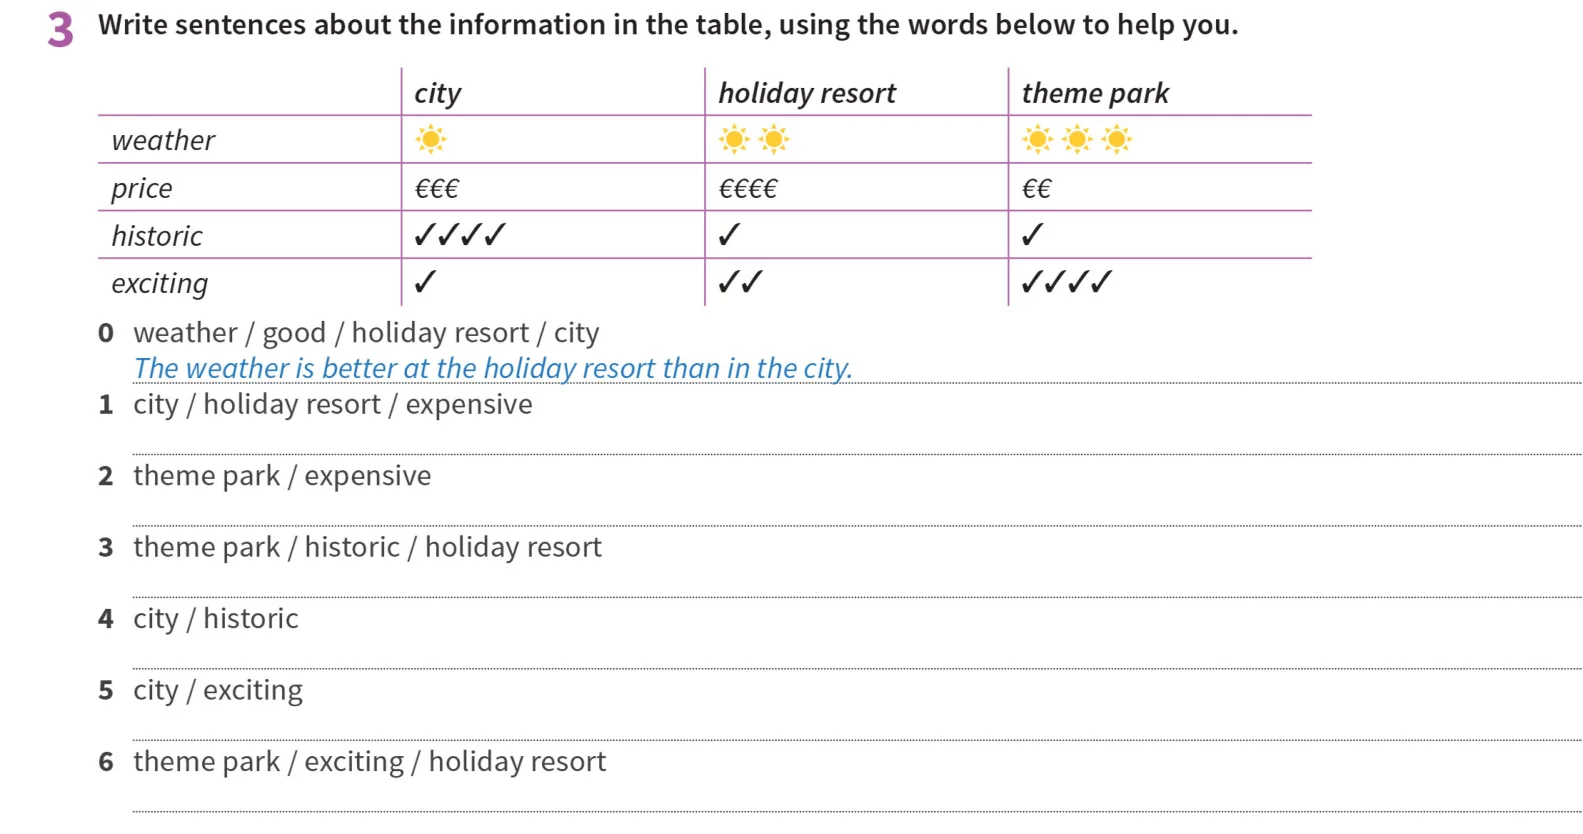 3 Write sentences about the information in the table, using the words below to help you.
city holiday resort theme park
weather
price €€€ €€€€ €€
historic ✓✓✓✓ ✓ ✓
exciting ✓ ✓✓ ✓✓✓✓
0 weather / good / holiday resort / city
The weather is better at the holiday resort than in the city.
1 city / holiday resort / expensive
2 theme park / expensive
3 theme park / historic / holiday resort
4 city / historic
5 city / exciting
6 theme park / exciting / holiday resort